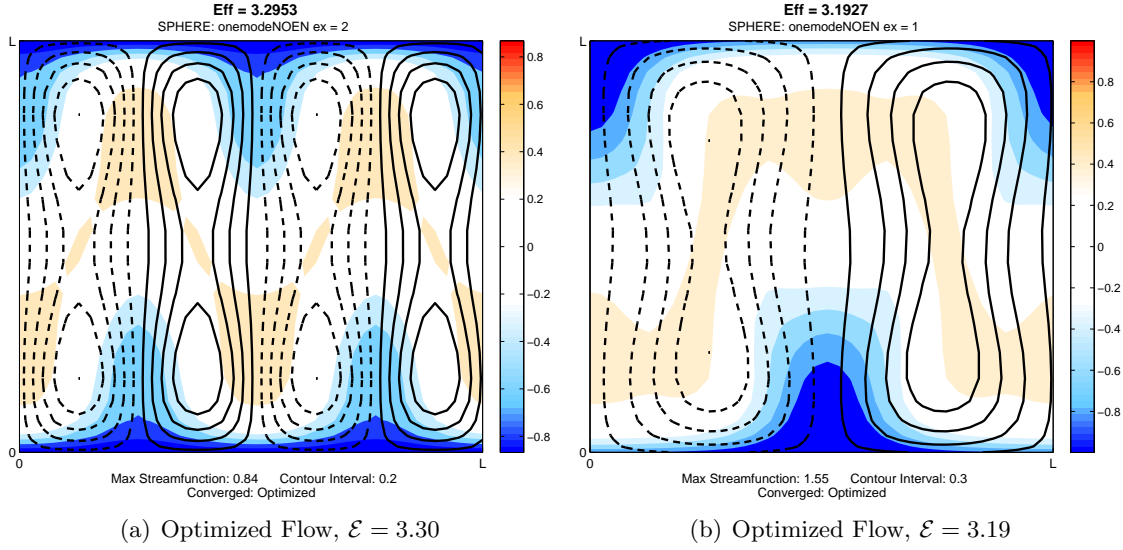 Eff = 3.2953
SPHERE: onemodeNOEN ex = 2
L
0
L
0.8
0.6
0.4
0.2
0
−0.2
−0.4
−0.6
−0.8
Max Streamfunction: 0.84 Contour Interval: 0.2
Converged: Optimized
(a) Optimized Flow, ℰ = 3.30
Eff = 3.1927
SPHERE: onemodeNOEN ex = 1
L
0
0
L
0.8
0.6
0.4
0.2
0
−0.2
−0.4
−0.6
−0.8
Max Streamfunction: 1.55 Contour Interval: 0.3
Converged: Optimized
(b) Optimized Flow, ℰ = 3.19